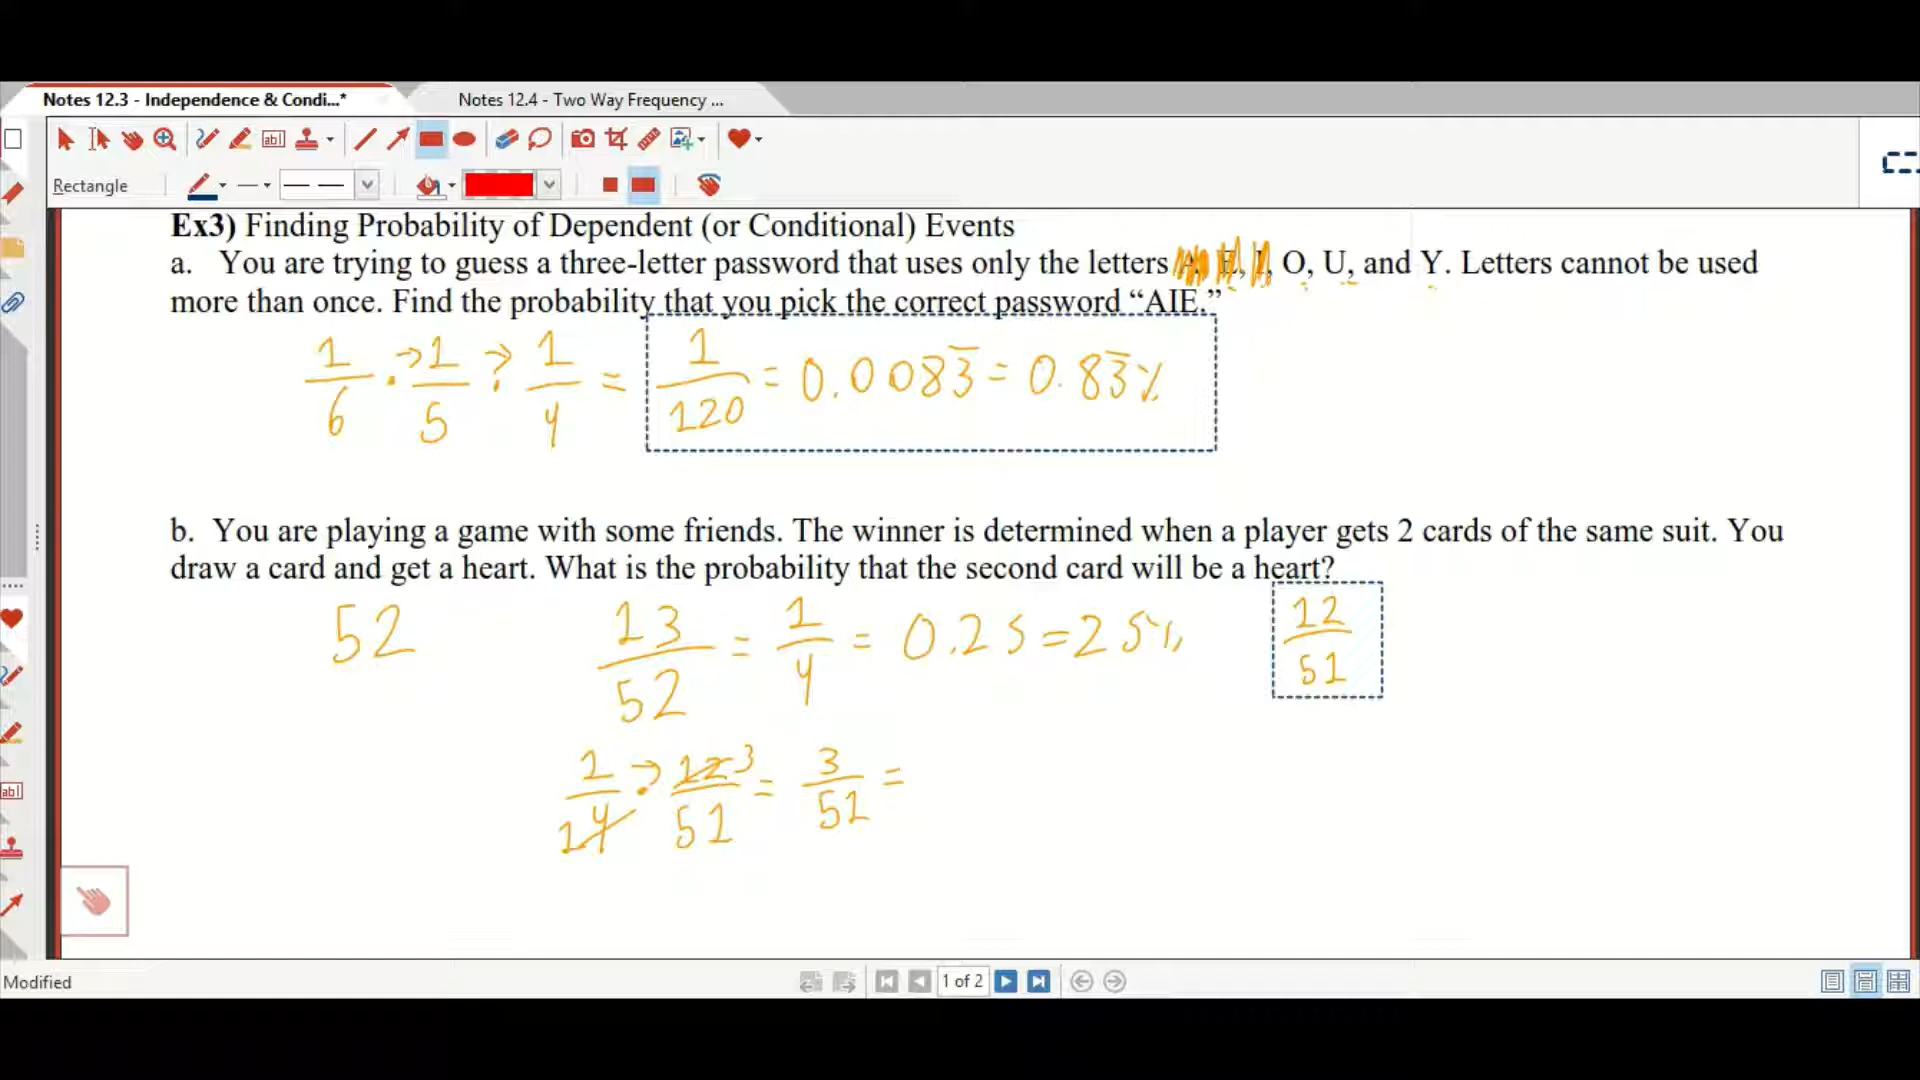 Notes 12.3 - Independence & Condi...*
Notes 12.4 - Two Way Frequency ...
Rectangle
Ex3) Finding Probability of Dependent (or Conditional) Events
a. You are trying to guess a three-letter password that uses only the letters A, E, I, O, U, and Y. Letters cannot be used
more than once. Find the probability that you pick the correct password “AIE.”
1/6 · 1/5 · 1/4 = 1/120 = 0.0083̅ = 0.83̅%
b. You are playing a game with some friends. The winner is determined when a player gets 2 cards of the same suit. You
draw a card and get a heart. What is the probability that the second card will be a heart?
52 13/52 = 1/4 = 0.25 = 25% 12/51
1/4 1 · 12/51 3 = 3/51 =
Modified
1 of 2